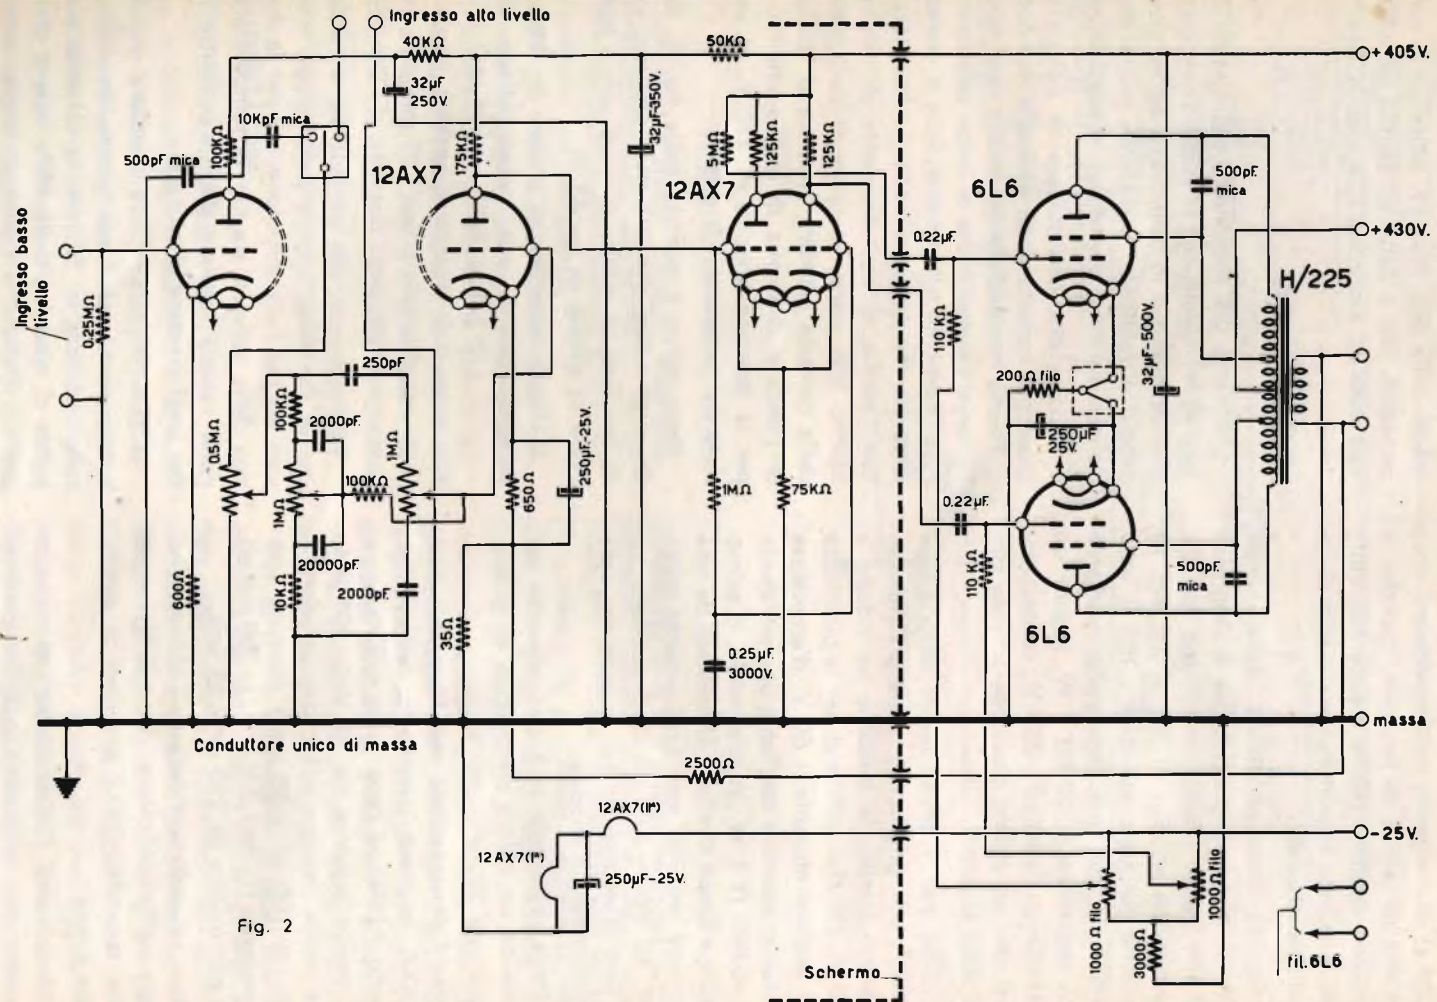 Ingresso alto livello
40KΩ
50KΩ
+405V.
32µF
250V.
32µF-350V.
10KpF mica
100KΩ
500pF mica
12AX7
175KΩ
5MΩ
125KΩ
125KΩ
12AX7
6L6
500pF.
mica
+430V.
Ingresso basso
livello
0.22µF.
H/225
0.25MΩ
110 KΩ
32µF-500V.
250pF
200Ω filo
100KΩ
2000pF.
0.5MΩ
1MΩ
250µF
25V.
250µF-25V.
100KΩ
1MΩ
650Ω
1MΩ
75KΩ
0.22µF.
20000pF.
110 KΩ
500pF.
mica
600Ω
10KΩ
2000pF.
35Ω
6L6
0.25µF.
3000V.
massa
Conduttore unico di massa
2500Ω
12AX7(IIª)
-25V.
12AX7(Iª)
250µF-25V.
1000Ω filo
1000Ω filo
3000Ω
Fig. 2
Schermo
fil.6L6